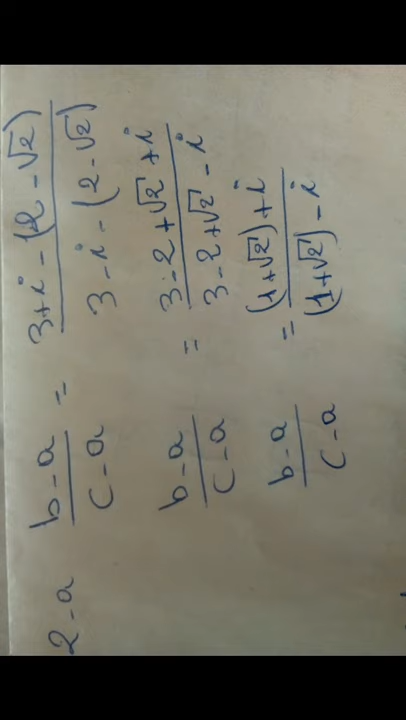 2-a b-a/c-a = 3+i-(2-√2)/3-i-(2-√2)
b-a/c-a = 3-2+√2+i/3-2+√2-i
b-a/c-a = (1+√2)+i/(1+√2)-i